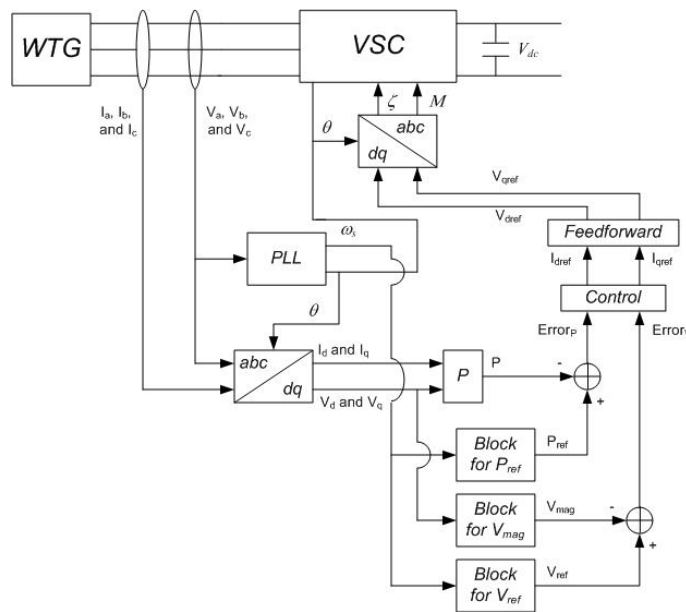 WTG
VSC
V_dc
I_a, I_b,
and I_c
V_a, V_b,
and V_c
θ
ζ
M
abc
dq
V_qref
V_dref
ω_s
PLL
Feedforward
I_dref
I_qref
θ
Control
Error_P
Error
abc
dq
I_d and I_q
V_d and V_q
P
P
-
+
Block
for P_ref
P_ref
Block
for V_mag
V_mag
-
+
Block
for V_ref
V_ref